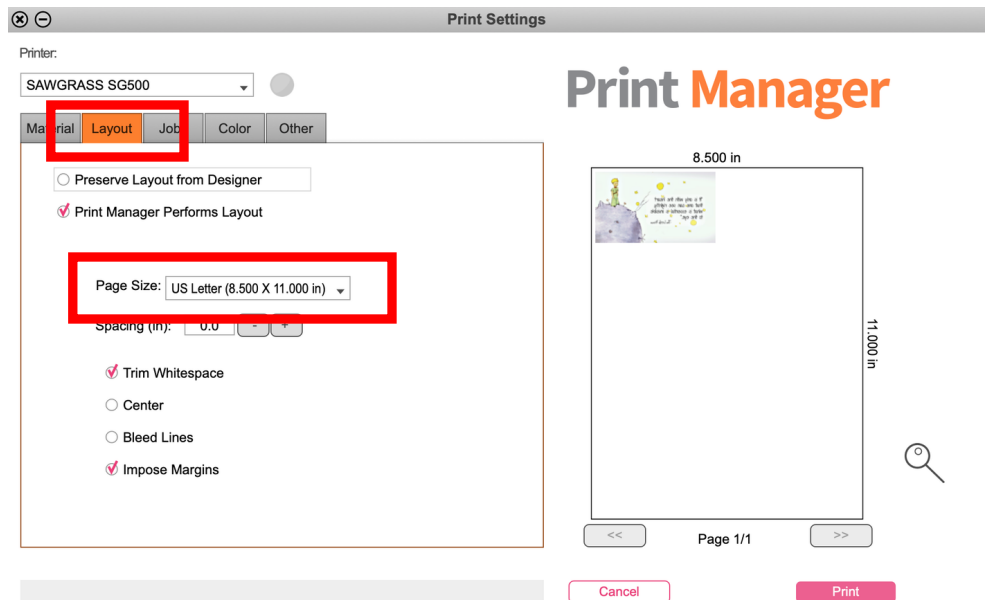 Print Settings
Printer:
SAWGRASS SG500
Print Manager
Material Layout Job Color Other
Preserve Layout from Designer
Print Manager Performs Layout
Page Size: US Letter (8.500 X 11.000 in)
Spacing (in): 0.0 - +
Trim Whitespace
Center
Bleed Lines
Impose Margins
8.500 in
11.000 in
<< Page 1/1 >>
Cancel Print